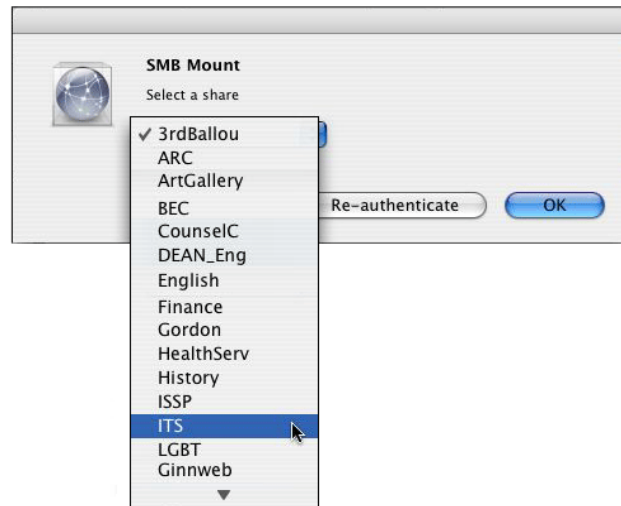 SMB Mount
Select a share
✓ 3rdBallou
ARC
ArtGallery
BEC
Re-authenticate
OK
CounselC
DEAN_Eng
English
Finance
Gordon
HealthServ
History
ISSP
ITS
LGBT
Ginnweb